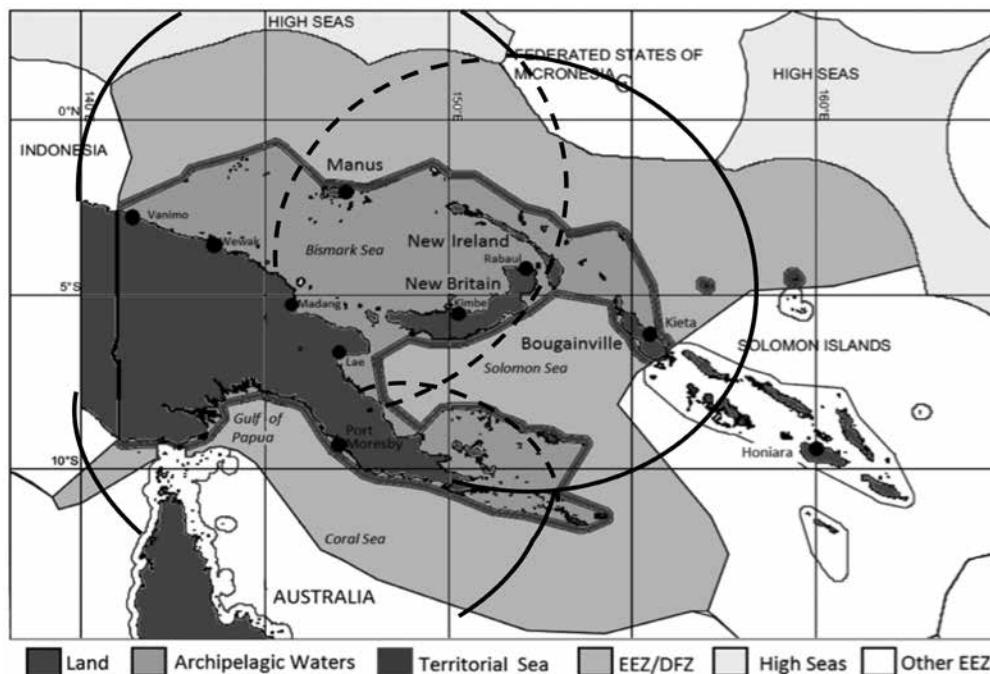 HIGH SEAS
FEDERATED STATES OF
MICRONESIA
HIGH SEAS
140°
150°E
160°E
0°N
INDONESIA
Manus
Vanimo
Wewak
Bismark Sea
New Ireland
Rabaul
New Britain
5°S
Madang
Kimbe
Kieta
Bougainville
Lae
Solomon Sea
SOLOMON ISLANDS
Gulf of
Papua
Port
Moresby
Honiara
10°S
Coral Sea
AUSTRALIA
Land
Archipelagic Waters
Territorial Sea
EEZ/DFZ
High Seas
Other EEZ